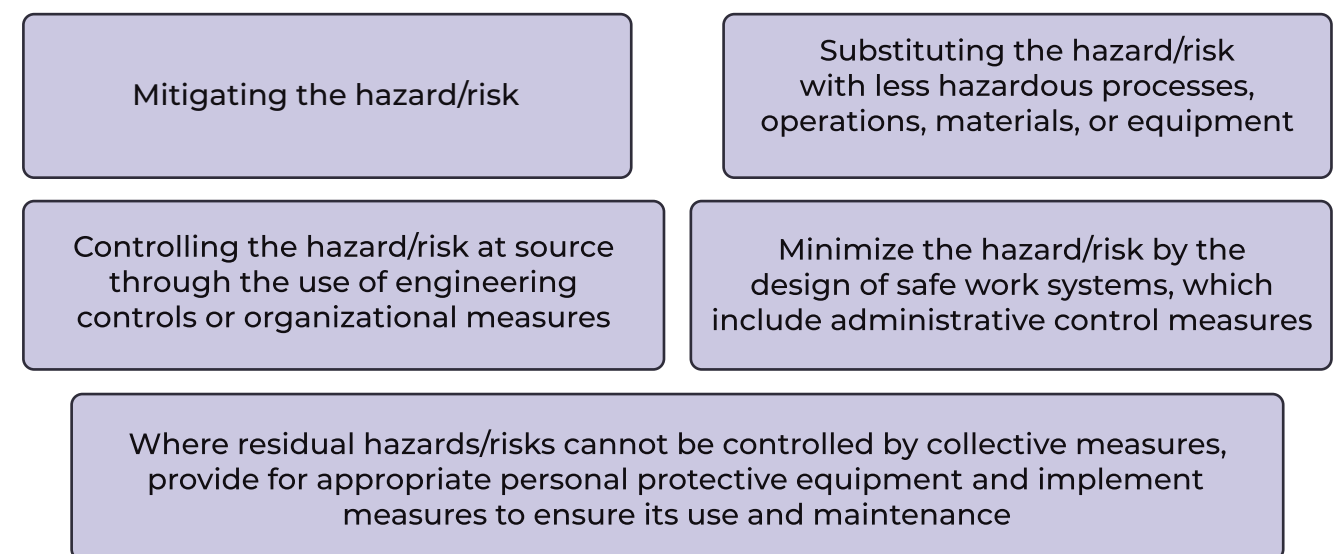 Mitigating the hazard/risk
Substituting the hazard/risk
with less hazardous processes,
operations, materials, or equipment
Controlling the hazard/risk at source
through the use of engineering
controls or organizational measures
Minimize the hazard/risk by the
design of safe work systems, which
include administrative control measures
Where residual hazards/risks cannot be controlled by collective measures,
provide for appropriate personal protective equipment and implement
measures to ensure its use and maintenance